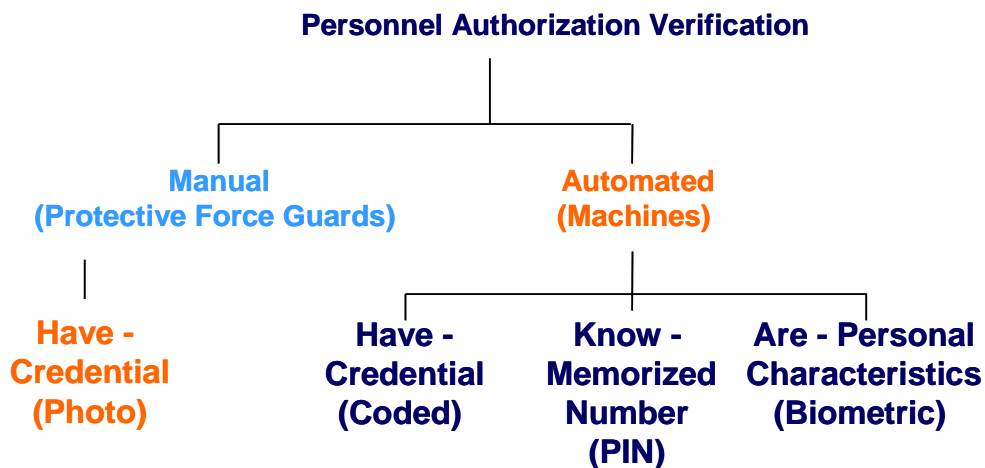 Personnel Authorization Verification
Manual
(Protective Force Guards)
Automated
(Machines)
Have -
Credential
(Photo)
Have -
Credential
(Coded)
Know -
Memorized
Number
(PIN)
Are - Personal
Characteristics
(Biometric)